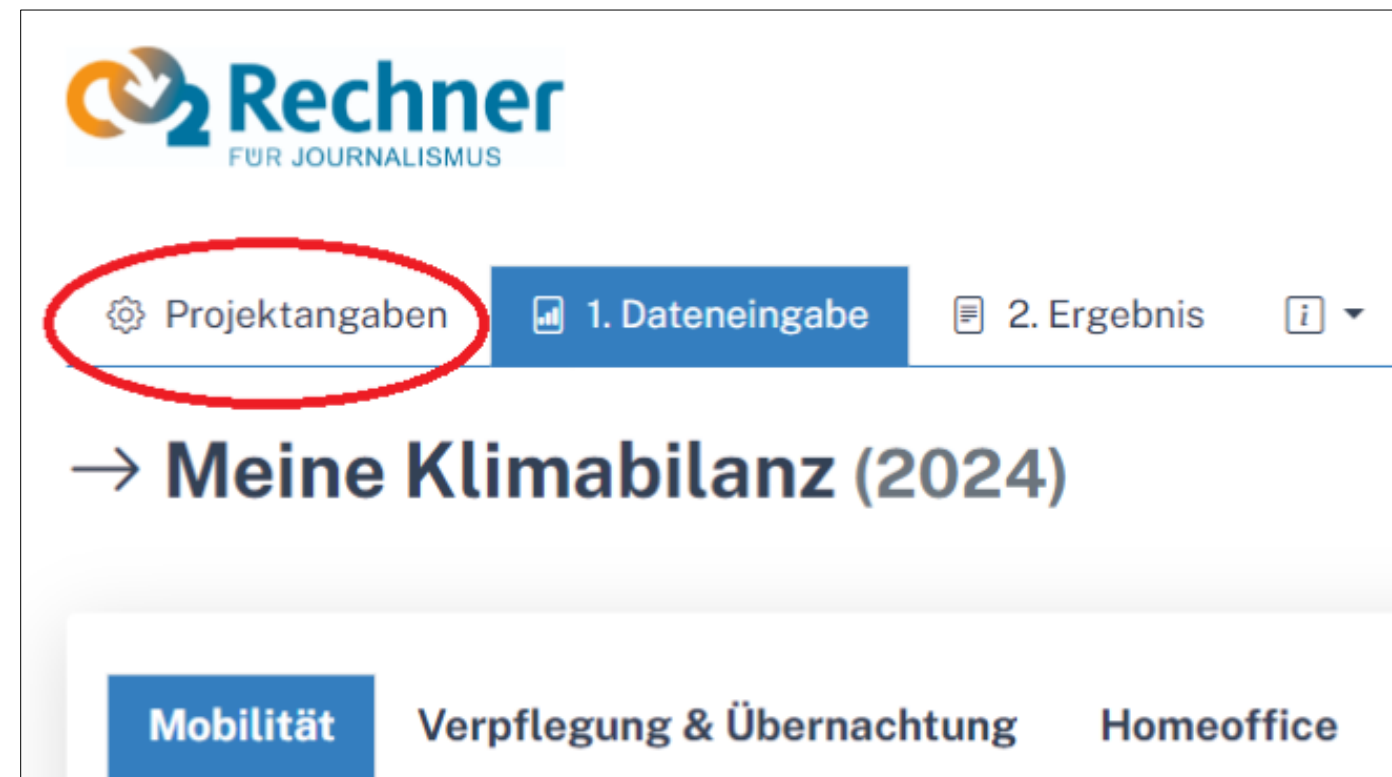 CO2 Rechner
FÜR JOURNALISMUS
Projektangaben 1. Dateneingabe 2. Ergebnis i
→ Meine Klimabilanz (2024)
Mobilität Verpflegung & Übernachtung Homeoffice